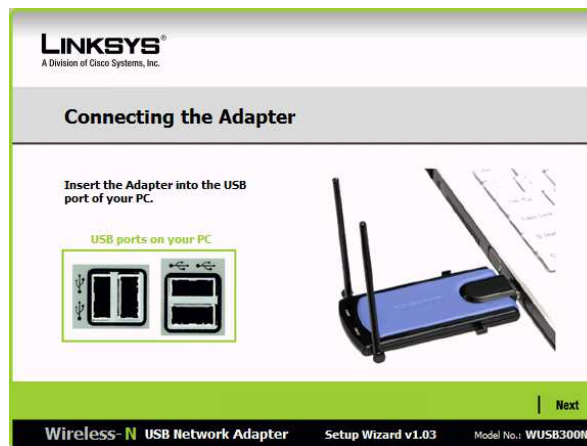 LINKSYS®
A Division of Cisco Systems, Inc.
Connecting the Adapter
Insert the Adapter into the USB
port of your PC.
USB ports on your PC
Next
Wireless-N USB Network Adapter Setup Wizard v1.03 Model No.: WUSB300N